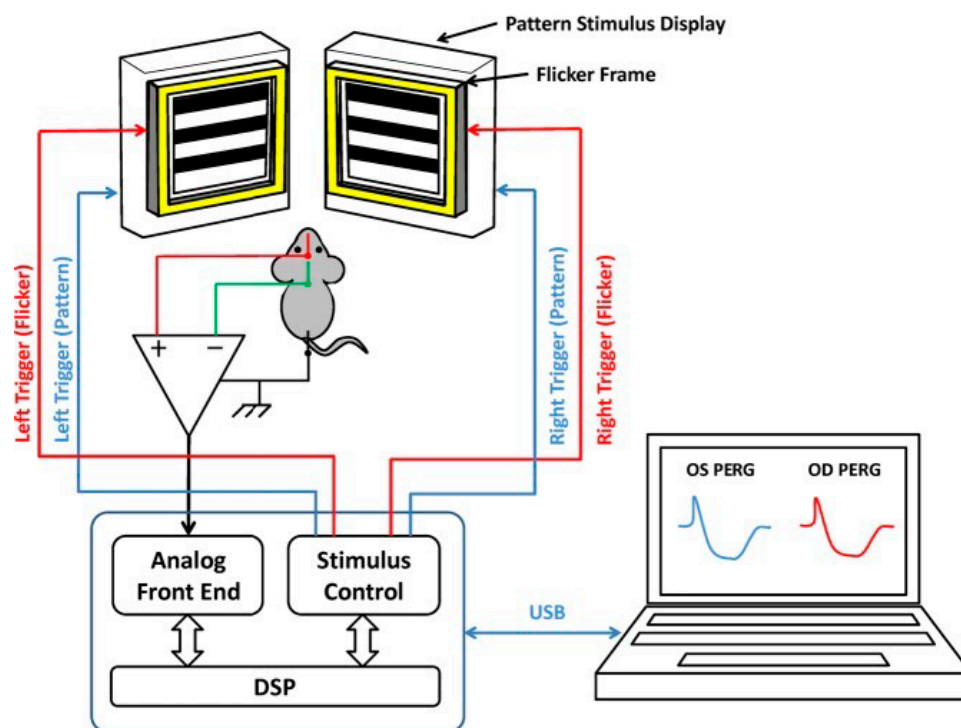 Pattern Stimulus Display
Flicker Frame
Left Trigger (Flicker)
Left Trigger (Pattern)
Right Trigger (Pattern)
Right Trigger (Flicker)
+ −
OS PERG OD PERG
Analog
Front End
Stimulus
Control
USB
DSP